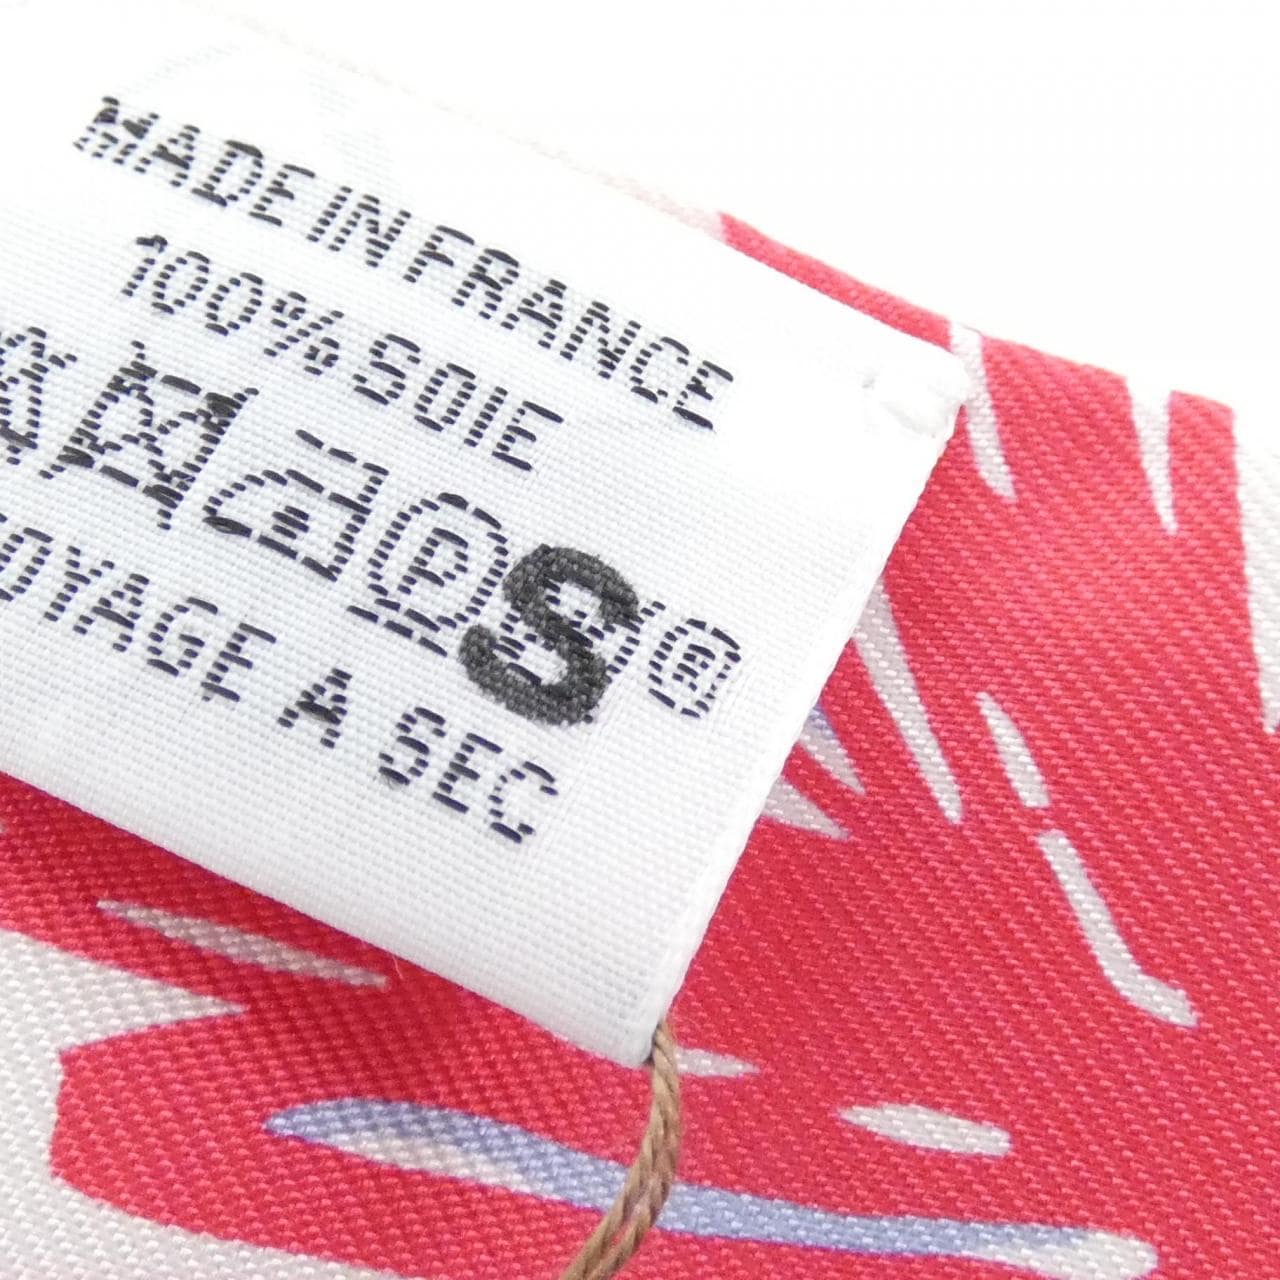 MADE IN FRANCE
100% SOIE
P S ®
OYAGE A SEC